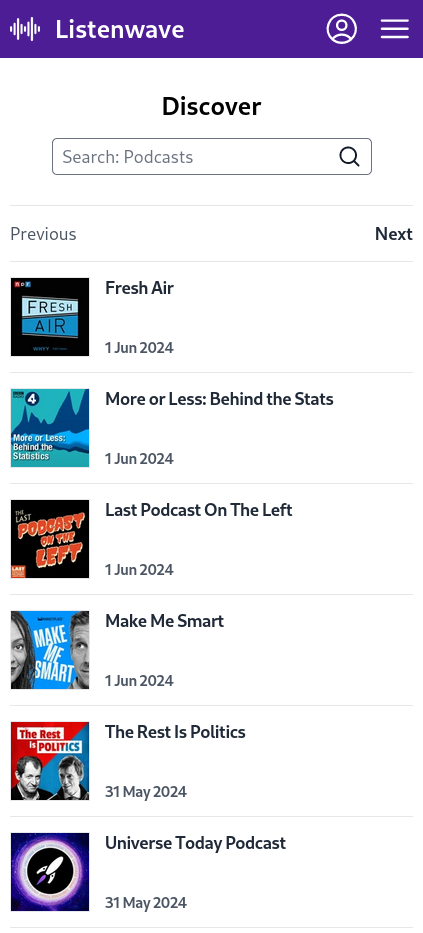 Listenwave
Discover
Search: Podcasts
Previous
Next
npr
FRESH
AIR
WHYY
Fresh Air
1 Jun 2024
4
More or Less:
Behind the
Statistics
More or Less: Behind the Stats
1 Jun 2024
THE
LAST
PODCAST
ON THE
LEFT
LAST
Last Podcast On The Left
1 Jun 2024
MAKE
ME
SMART
Make Me Smart
1 Jun 2024
The Rest
Is POLITICS
The Rest Is Politics
31 May 2024
Universe Today Podcast
31 May 2024